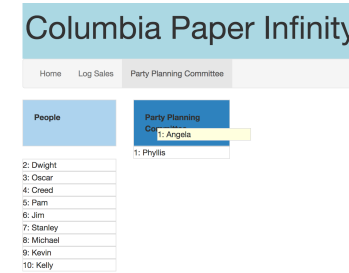 Columbia Paper Infinity
Home Log Sales Party Planning Committee
People
Party Planning
1: Angela
1: Phyllis
2: Dwight
3: Oscar
4: Creed
5: Pam
6: Jim
7: Stanley
8: Michael
9: Kevin
10: Kelly